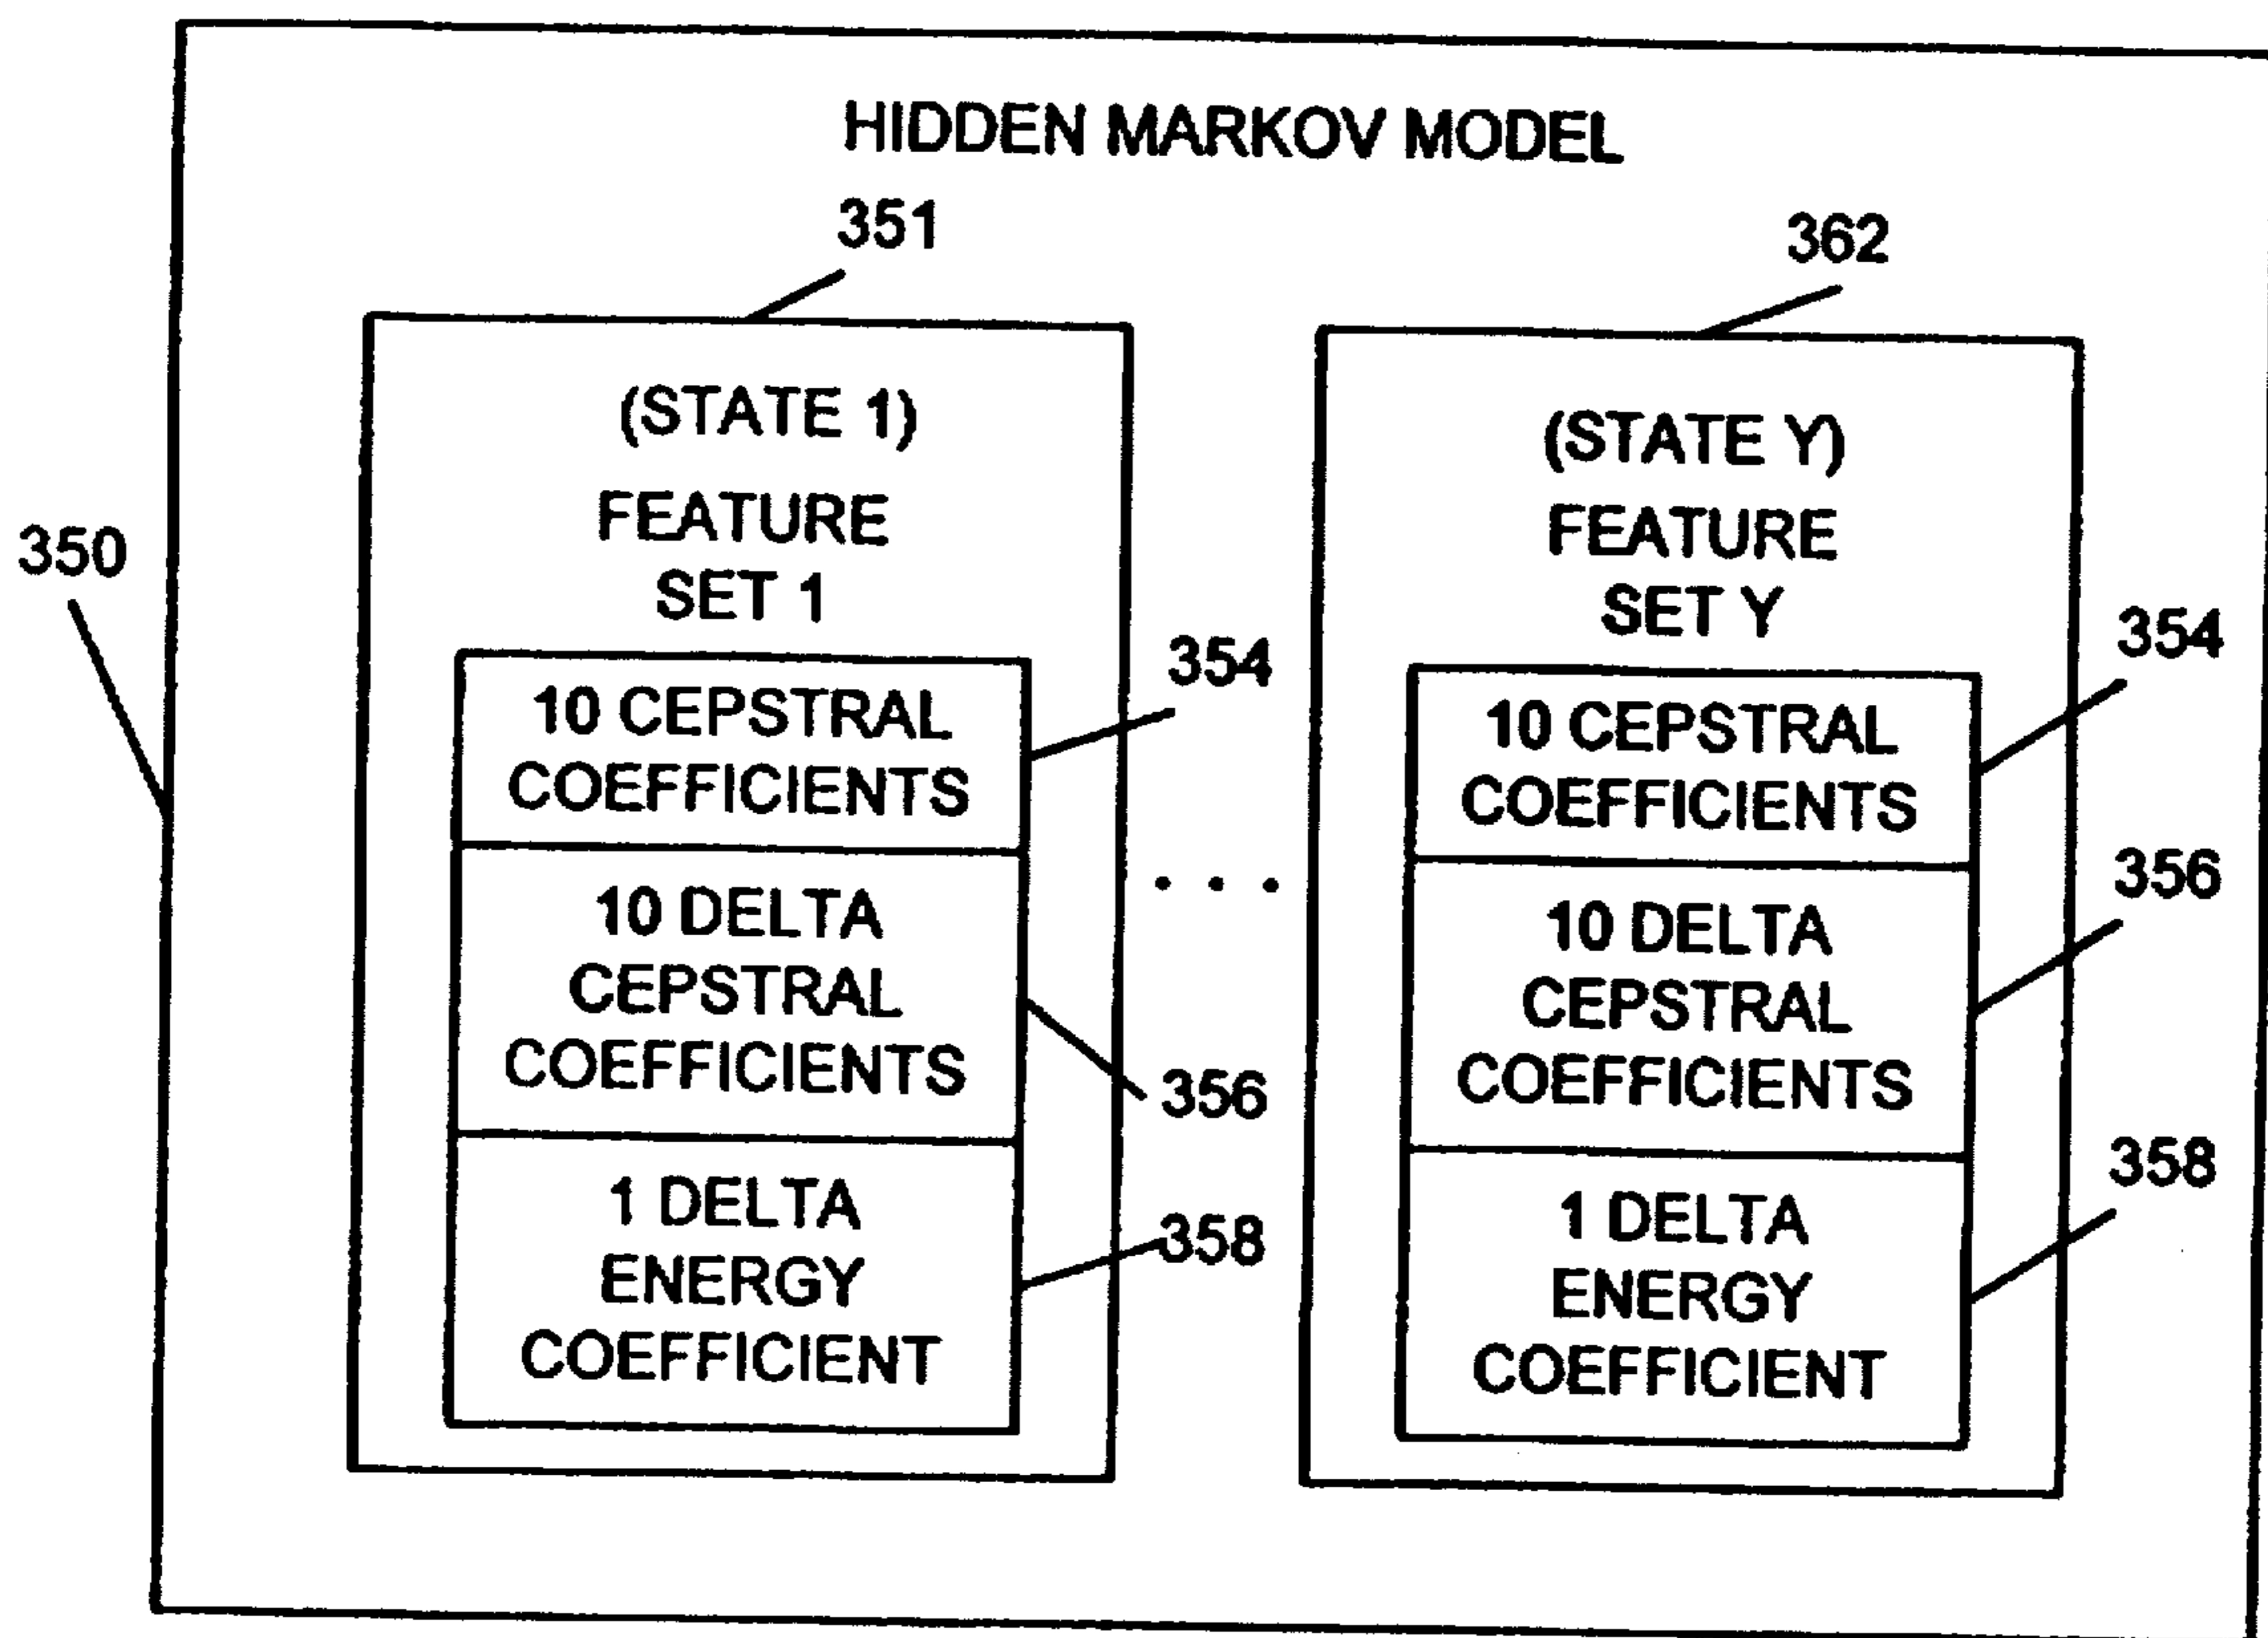 HIDDEN MARKOV MODEL
351
362
350
(STATE 1)
FEATURE
SET 1
354
10 CEPSTRAL
COEFFICIENTS
10 DELTA
CEPSTRAL
COEFFICIENTS
356
1 DELTA
ENERGY
COEFFICIENT
358
. . .
(STATE Y)
FEATURE
SET Y
354
10 CEPSTRAL
COEFFICIENTS
356
10 DELTA
CEPSTRAL
COEFFICIENTS
358
1 DELTA
ENERGY
COEFFICIENT